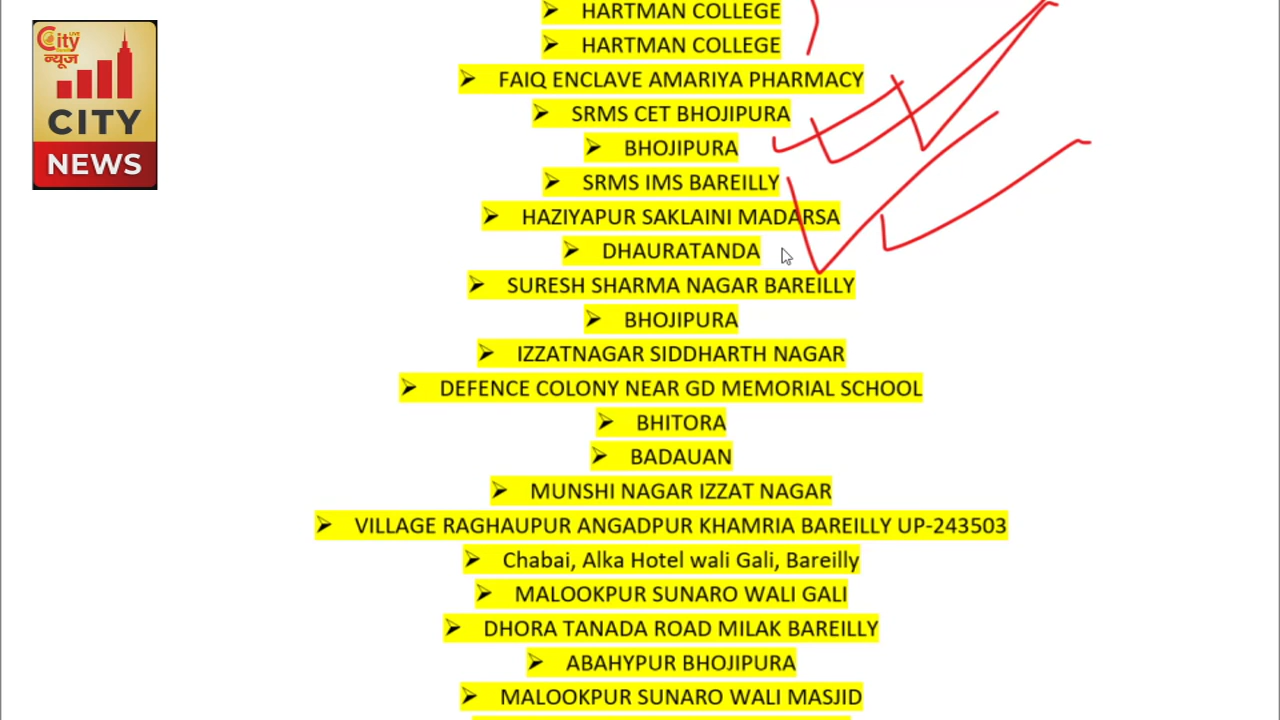 City
LIVE
न्यूज
CITY
NEWS
HARTMAN COLLEGE
HARTMAN COLLEGE
FAIQ ENCLAVE AMARIYA PHARMACY
SRMS CET BHOJIPURA
BHOJIPURA
SRMS IMS BAREILLY
HAZIYAPUR SAKLAINI MADARSA
DHAURATANDA
SURESH SHARMA NAGAR BAREILLY
BHOJIPURA
IZZATNAGAR SIDDHARTH NAGAR
DEFENCE COLONY NEAR GD MEMORIAL SCHOOL
BHITORA
BADAUAN
MUNSHI NAGAR IZZAT NAGAR
VILLAGE RAGHAUPUR ANGADPUR KHAMRIA BAREILLY UP-243503
Chabai, Alka Hotel wali Gali, Bareilly
MALOOKPUR SUNARO WALI GALI
DHORA TANADA ROAD MILAK BAREILLY
ABAHYPUR BHOJIPURA
MALOOKPUR SUNARO WALI MASJID